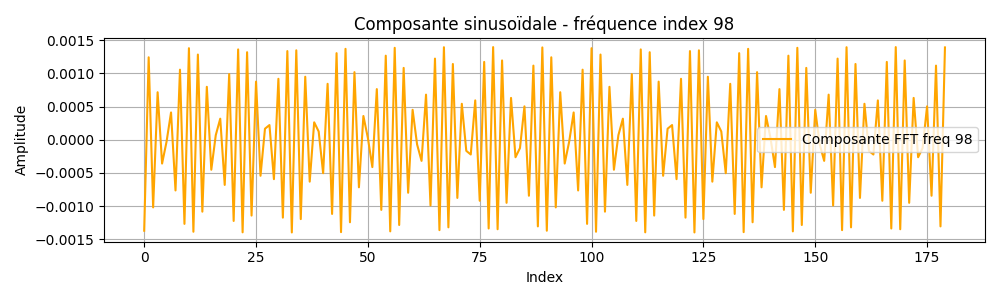 Composante sinusoïdale - fréquence index 98
Amplitude
0.0015
0.0010
0.0005
0.0000
−0.0005
−0.0010
−0.0015
Composante FFT freq 98
0 25 50 75 100 125 150 175
Index